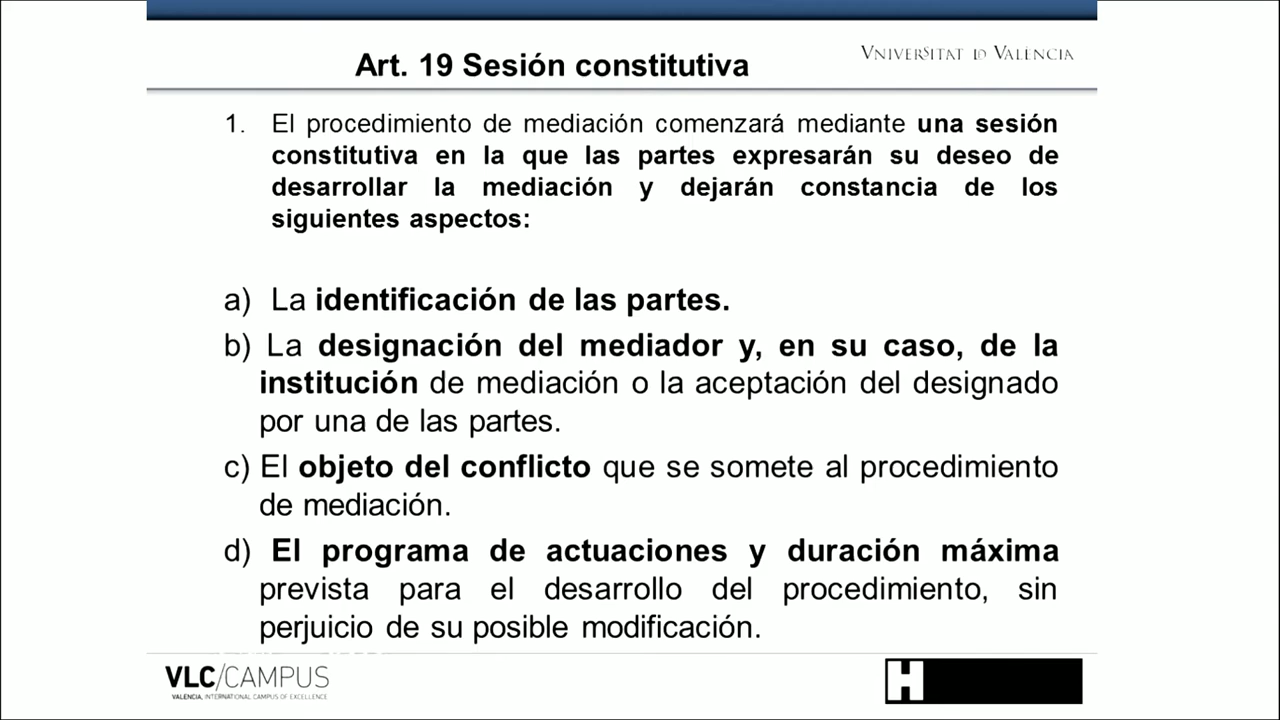 Art. 19 Sesión constitutiva
VNIVERSITAT ID VALÈNCIA
1. El procedimiento de mediación comenzará mediante una sesión
constitutiva en la que las partes expresarán su deseo de
desarrollar la mediación y dejarán constancia de los
siguientes aspectos:
a) La identificación de las partes.
b) La designación del mediador y, en su caso, de la
institución de mediación o la aceptación del designado
por una de las partes.
c) El objeto del conflicto que se somete al procedimiento
de mediación.
d) El programa de actuaciones y duración máxima
prevista para el desarrollo del procedimiento, sin
perjuicio de su posible modificación.
VLC/CAMPUS
VALENCIA, INTERNATIONAL CAMPUS OF EXCELLENCE
H